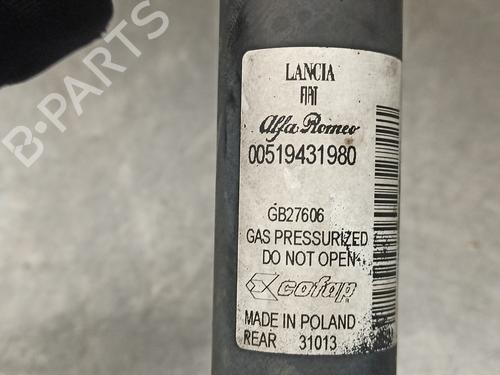 B-PARTS
LANCIA
FIAT
Alfa Romeo
00519431980
GB27606
GAS PRESSURIZED
DO NOT OPEN
cofap
MADE IN POLAND
REAR 31013